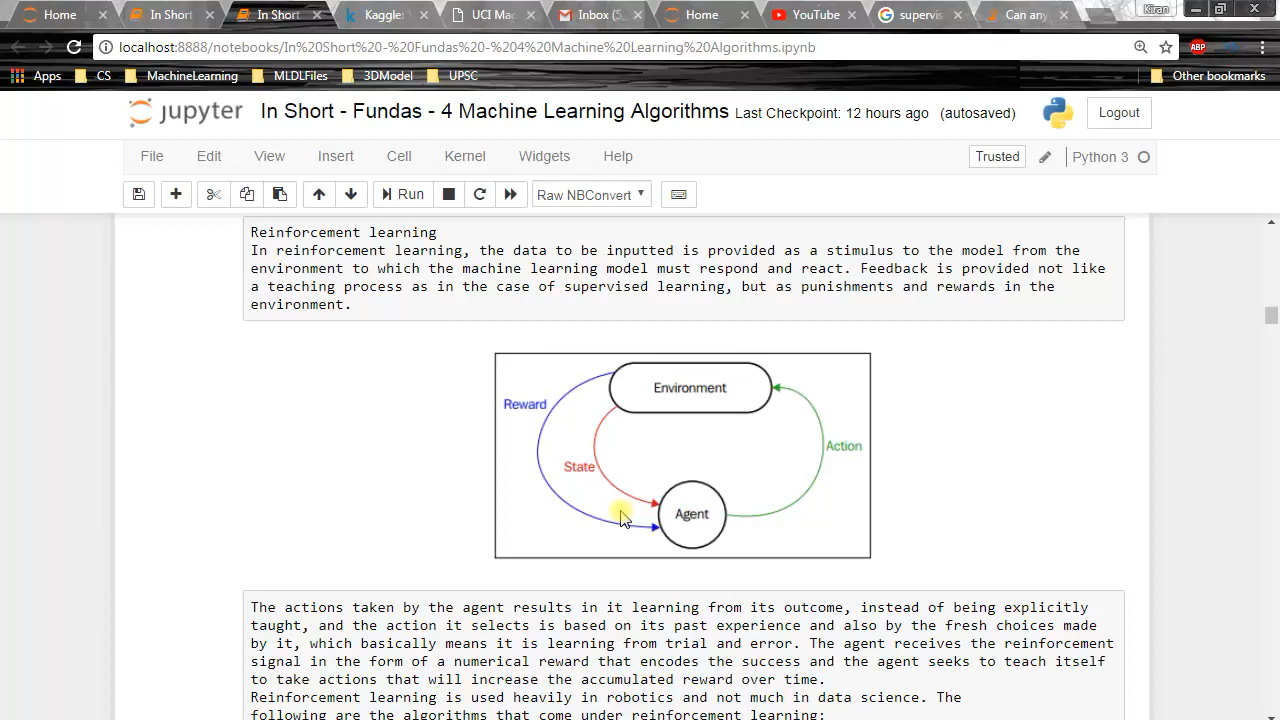 Home
In Short
In Short
Kaggle:
UCI Mac
Inbox (5
Home
YouTube
supervis
Can any
Kiran
localhost:8888/notebooks/In%20Short%20-%20Fundas%20-%204%20Machine%20Learning%20Algorithms.ipynb
ABP
Apps
CS
MachineLearning
MLDLFiles
3DModel
UPSC
Other bookmarks
jupyter
In Short - Fundas - 4 Machine Learning Algorithms
Last Checkpoint: 12 hours ago
(autosaved)
Logout
File
Edit
View
Insert
Cell
Kernel
Widgets
Help
Trusted
Python 3
Run
Raw NBConvert
Reinforcement learning
In reinforcement learning, the data to be inputted is provided as a stimulus to the model from the
environment to which the machine learning model must respond and react. Feedback is provided not like
a teaching process as in the case of supervised learning, but as punishments and rewards in the
environment.
Environment
Reward
Action
State
Agent
The actions taken by the agent results in it learning from its outcome, instead of being explicitly
taught, and the action it selects is based on its past experience and also by the fresh choices made
by it, which basically means it is learning from trial and error. The agent receives the reinforcement
signal in the form of a numerical reward that encodes the success and the agent seeks to teach itself
to take actions that will increase the accumulated reward over time.
Reinforcement learning is used heavily in robotics and not much in data science. The
following are the algorithms that come under reinforcement learning: